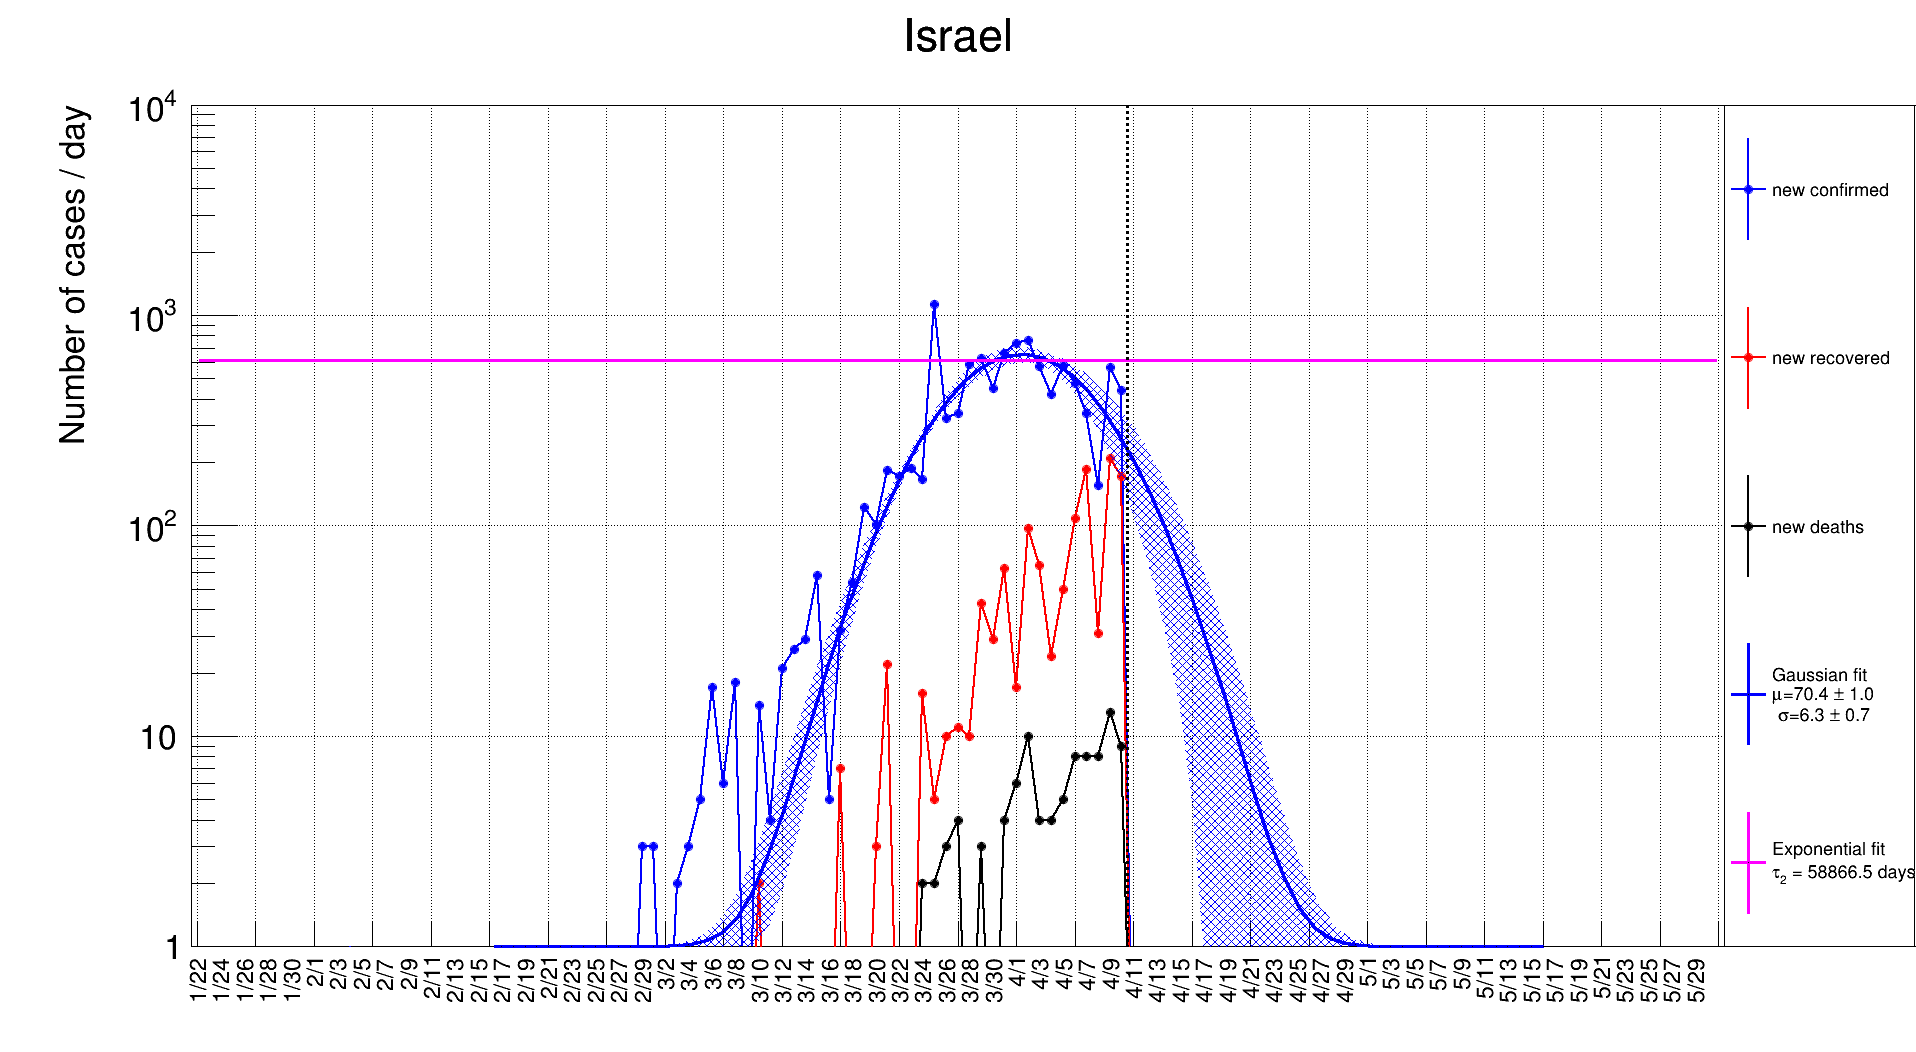 Israel
Number of cases / day
10⁴
10³
10²
10
1
1/22 1/24 1/26 1/28 1/30 2/1 2/3 2/5 2/7 2/9 2/11 2/13 2/15 2/17 2/19 2/21 2/23 2/25 2/27 2/29 3/2 3/4 3/6 3/8 3/10 3/12 3/14 3/16 3/18 3/20 3/22 3/24 3/26 3/28 3/30 4/1 4/3 4/5 4/7 4/9 4/11 4/13 4/15 4/17 4/19 4/21 4/23 4/25 4/27 4/29 5/1 5/3 5/5 5/7 5/9 5/11 5/13 5/15 5/17 5/19 5/21 5/23 5/25 5/27 5/29
new confirmed
new recovered
new deaths
Gaussian fit
μ=70.4 ± 1.0
σ=6.3 ± 0.7
Exponential fit
τ₂ = 58866.5 days